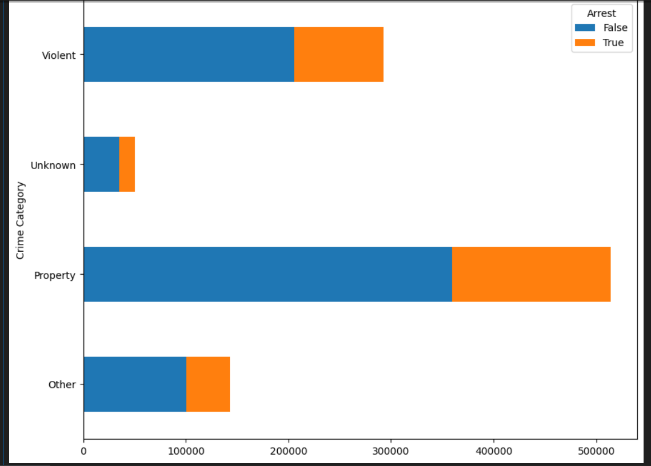 Arrest
False
True
Violent
Unknown
Property
Other
Crime Category
0 100000 200000 300000 400000 500000